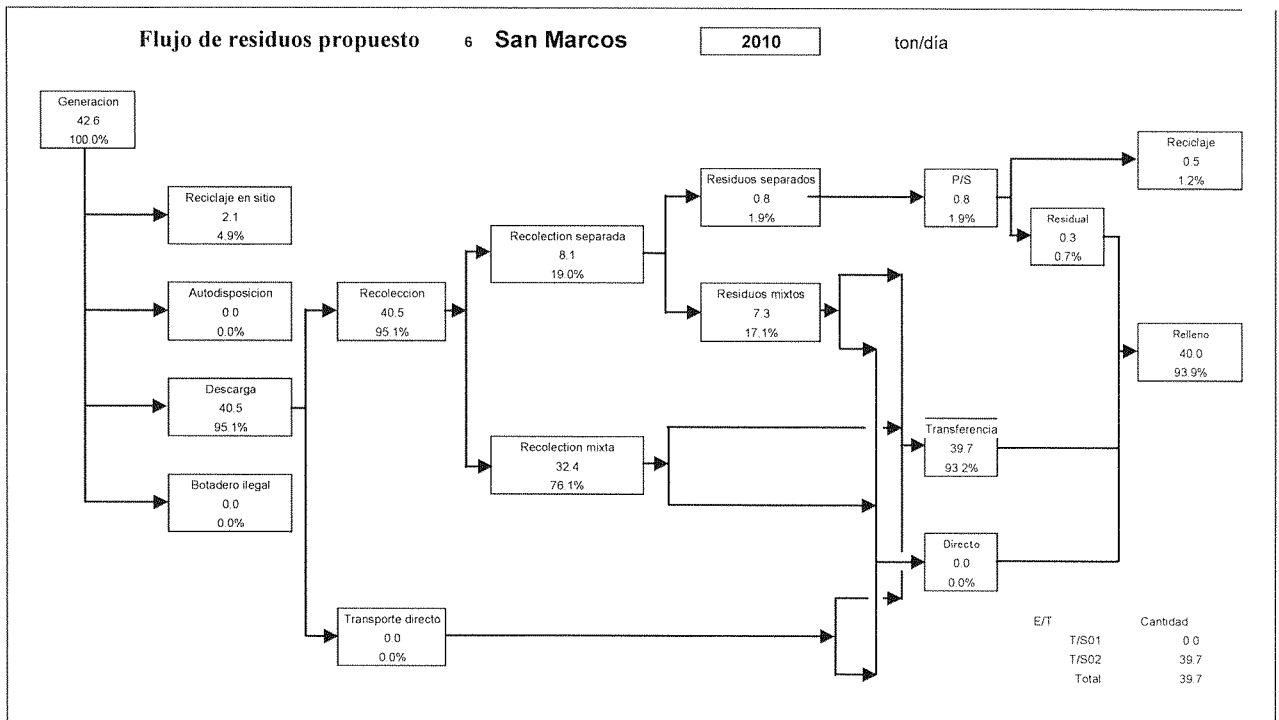 Flujo de residuos propuesto 6 San Marcos 2010 ton/día
Generacion
42.6
100.0%
Reciclaje en sitio
2.1
4.9%
Autodisposicion
0.0
0.0%
Descarga
40.5
95.1%
Botadero ilegal
0.0
0.0%
Recoleccion
40.5
95.1%
Transporte directo
0.0
0.0%
Recolection separada
8.1
19.0%
Recolection mixta
32.4
76.1%
Residuos separados
0.8
1.9%
Residuos mixtos
7.3
17.1%
P/S
0.8
1.9%
Residual
0.3
0.7%
Reciclaje
0.5
1.2%
Relleno
40.0
93.9%
Transferencia
39.7
93.2%
Directo
0.0
0.0%
E/T Cantidad
T/S01 0.0
T/S02 39.7
Total 39.7